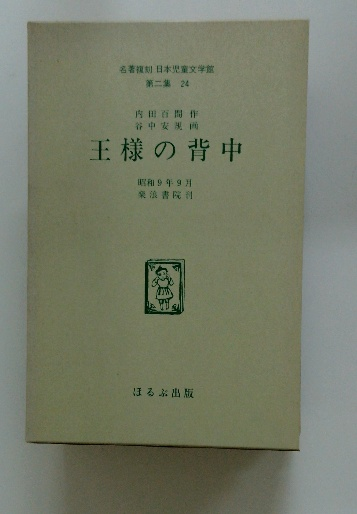 名著複刻 日本児童文学館
第二集 24
内田百閒作
谷中安規画
王様の背中
昭和9年9月
楽浪書院刊
ほるぷ出版